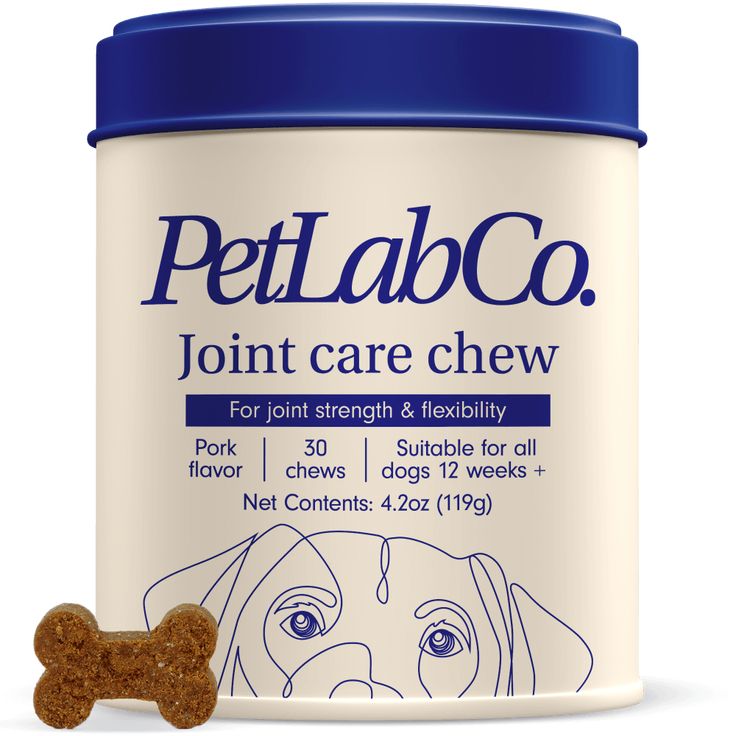 PetLabCo.
Joint care chew
For joint strength & flexibility
Pork flavor
30 chews
Suitable for all dogs 12 weeks +
Net Contents: 4.2oz (119g)